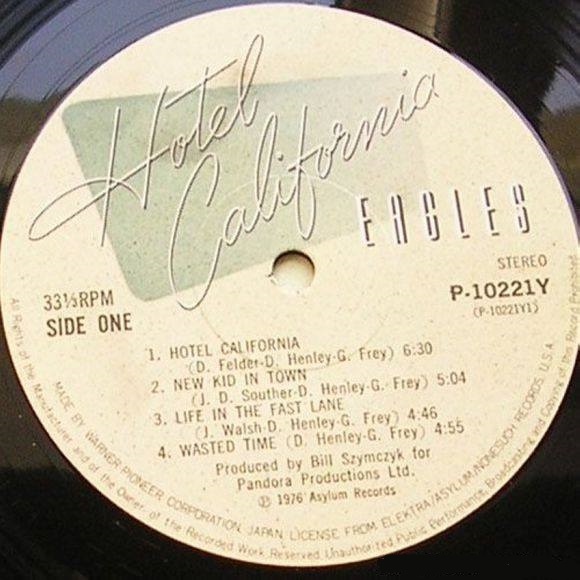 Hotel
California
EAGLES
STEREO
33⅓RPM
P-10221Y
SIDE ONE
(P-10221Y1)
1. HOTEL CALIFORNIA
(D. Felder-D. Henley-G. Frey) 6:30
2. NEW KID IN TOWN
(J. D. Souther-D. Henley-G. Frey) 5:04
3. LIFE IN THE FAST LANE
(J. Walsh-D. Henley-G. Frey) 4:46
4. WASTED TIME (D. Henley-G. Frey) 4:55
Produced by Bill Szymczyk for
Pandora Productions Ltd.
Ⓟ 1976 Asylum Records
MADE BY WARNER-PIONEER CORPORATION, JAPAN. LICENSE FROM, ELEKTRA/ASYLUM/NONESUCH RECORDS, U.S.A.
All Rights of the Manufacturer and of the Owner of the Recorded Work Reserved. Unauthorized Public Performance, Broadcasting and Copying of this Record Prohibited.